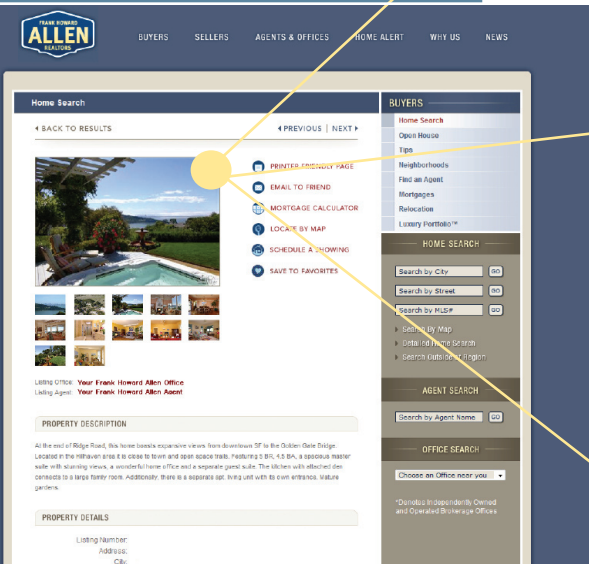 FRANK HOWARD
ALLEN
REALTORS
BUYERS SELLERS AGENTS & OFFICES HOME ALERT WHY US NEWS
Home Search
BACK TO RESULTS
PREVIOUS | NEXT
PRINTER FRIENDLY PAGE
EMAIL TO FRIEND
MORTGAGE CALCULATOR
LOCATE BY MAP
SCHEDULE A SHOWING
SAVE TO FAVORITES
Listing Office: Your Frank Howard Allen Office
Listing Agent: Your Frank Howard Allen Agent
PROPERTY DESCRIPTION
At the end of Ridge Road, this home boasts expansive views from downtown SF to the Golden Gate Bridge.
Located in the Hillhaven area it is close to town and open space trails. Featuring 5 BR, 4.5 BA, a spacious master
suite with stunning views, a wonderful home office and a separate guest suite. The kitchen with attached den
connects to a large family room. Additionally, there is a separate apt. living unit with its own entrance. Mature
gardens.
PROPERTY DETAILS
Listing Number:
Address:
City:
BUYERS
Home Search
Open House
Tips
Neighborhoods
Find an Agent
Mortgages
Relocation
Luxury Portfolio™
HOME SEARCH
Search by City GO
Search by Street GO
Search by MLS# GO
Search By Map
Detailed Home Search
Search Outside of Region
AGENT SEARCH
Search by Agent Name GO
OFFICE SEARCH
Choose an Office near you
*Denotes Independently Owned
and Operated Brokerage Offices